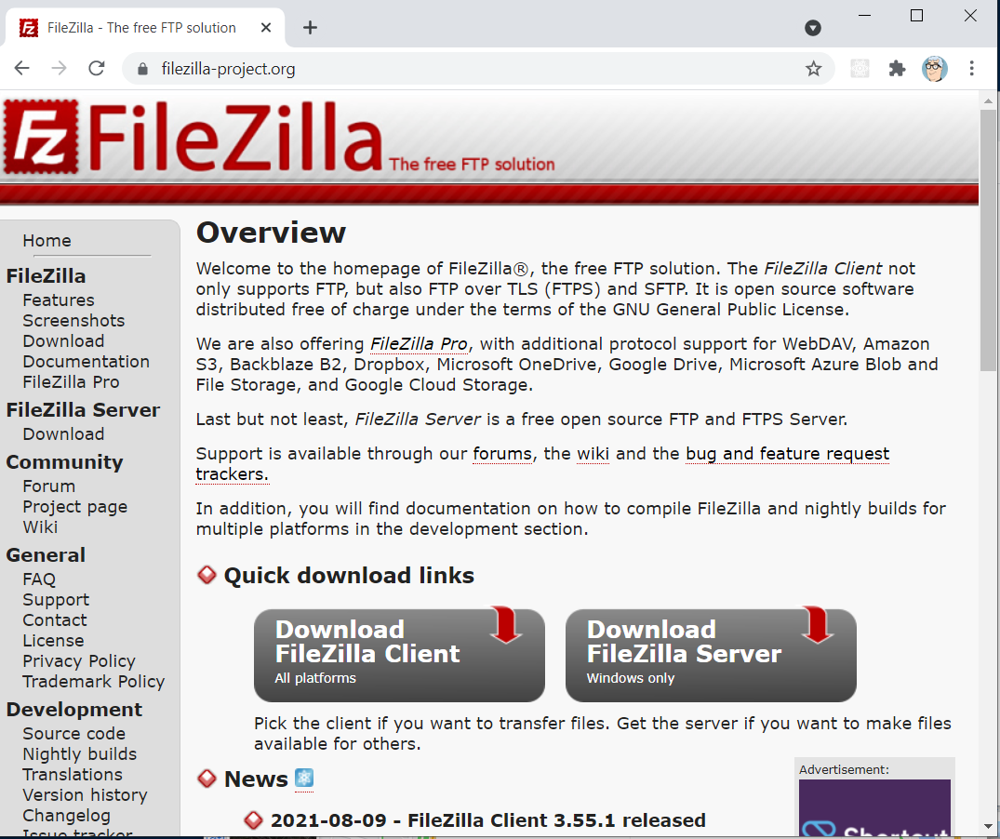 FileZilla - The free FTP solution
filezilla-project.org
Fz FileZilla The free FTP solution
Home
FileZilla
Features
Screenshots
Download
Documentation
FileZilla Pro
FileZilla Server
Download
Community
Forum
Project page
Wiki
General
FAQ
Support
Contact
License
Privacy Policy
Trademark Policy
Development
Source code
Nightly builds
Translations
Version history
Changelog
Issue tracker
Overview
Welcome to the homepage of FileZilla®, the free FTP solution. The FileZilla Client not
only supports FTP, but also FTP over TLS (FTPS) and SFTP. It is open source software
distributed free of charge under the terms of the GNU General Public License.
We are also offering FileZilla Pro, with additional protocol support for WebDAV, Amazon
S3, Backblaze B2, Dropbox, Microsoft OneDrive, Google Drive, Microsoft Azure Blob and
File Storage, and Google Cloud Storage.
Last but not least, FileZilla Server is a free open source FTP and FTPS Server.
Support is available through our forums, the wiki and the bug and feature request
trackers.
In addition, you will find documentation on how to compile FileZilla and nightly builds for
multiple platforms in the development section.
Quick download links
Download
FileZilla Client
All platforms
Download
FileZilla Server
Windows only
Pick the client if you want to transfer files. Get the server if you want to make files
available for others.
News
2021-08-09 - FileZilla Client 3.55.1 released
Advertisement:
Shortcut